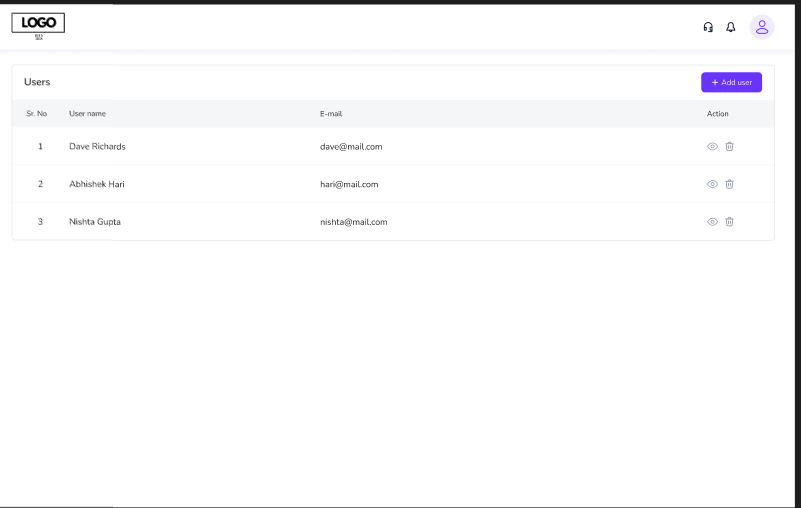 LOGO
Users
+ Add user
Sr. No User name E-mail Action
1 Dave Richards dave@mail.com
2 Abhishek Hari hari@mail.com
3 Nishta Gupta nishta@mail.com